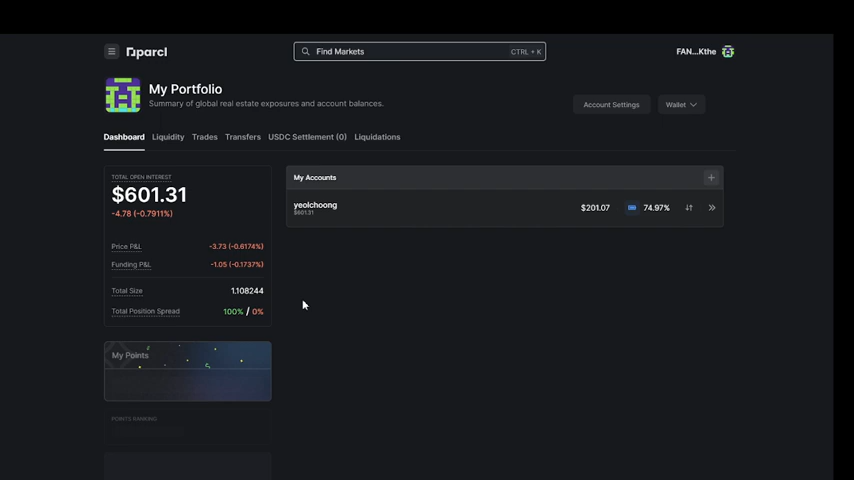 parcl
Find Markets
CTRL + K
FAN...Kthe
My Portfolio
Summary of global real estate exposures and account balances.
Account Settings
Wallet
Dashboard
Liquidity
Trades
Transfers
USDC Settlement (0)
Liquidations
TOTAL OPEN INTEREST
$601.31
-4.78 (-0.7911%)
Price P&L
-3.73 (-0.6174%)
Funding P&L
-1.05 (-0.1737%)
Total Size
1.108244
Total Position Spread
100% / 0%
My Accounts
yeolchoong
$601.31
$201.07
74.97%
My Points
POINTS RANKING